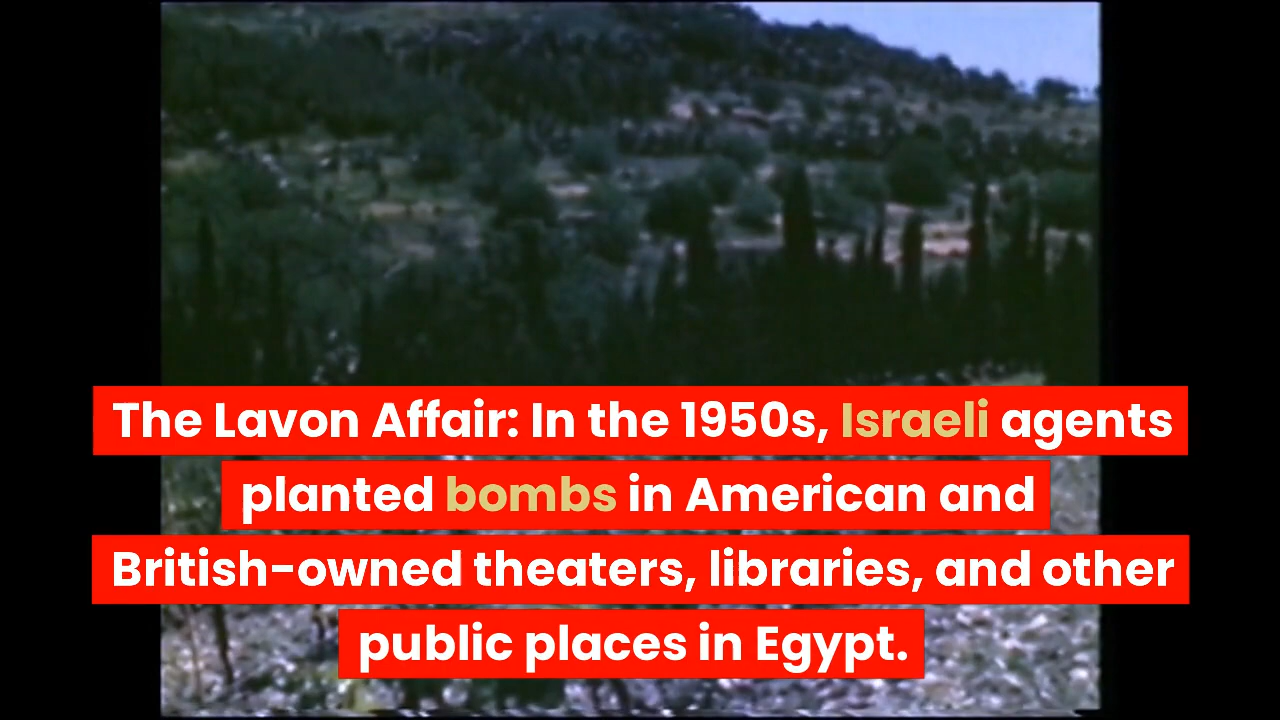 The Lavon Affair: In the 1950s, Israeli agents
planted bombs in American and
British-owned theaters, libraries, and other
public places in Egypt.